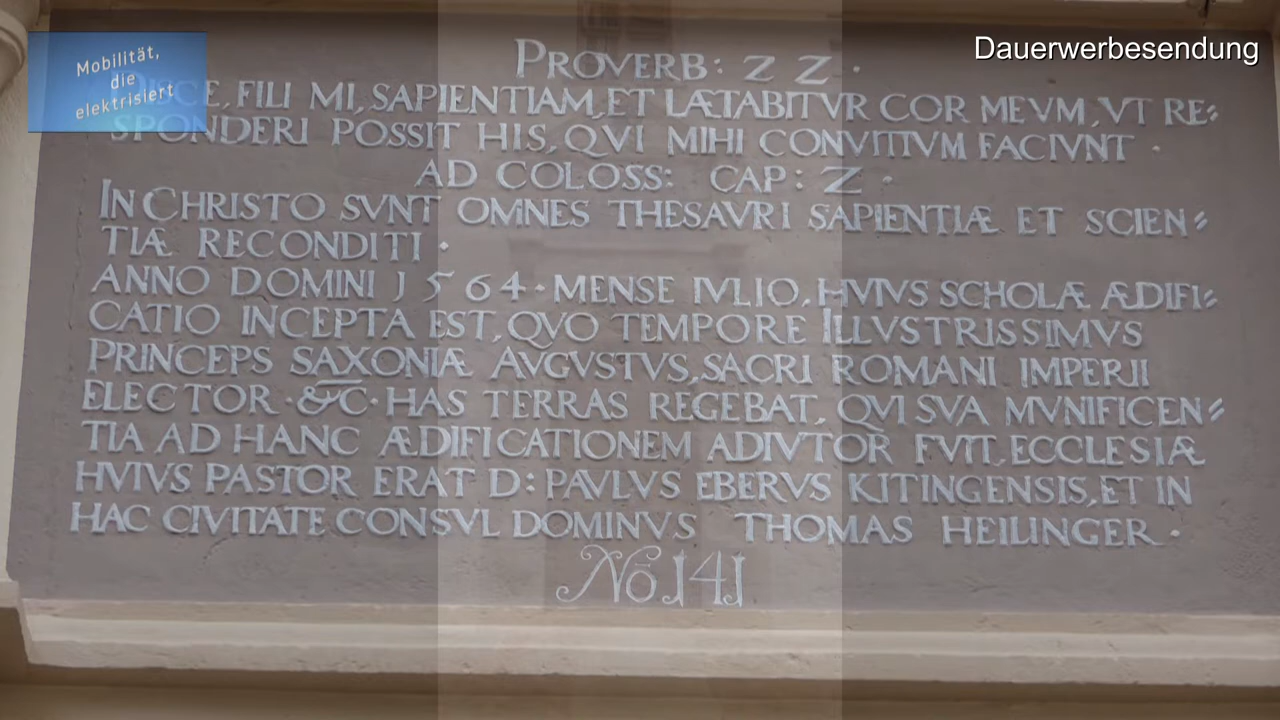 Dauerwerbesendung
Mobilität,
die
elektrisiert
PROVERB: ZZ.
DISCE, FILI MI, SAPIENTIAM, ET LÆTABITVR COR MEVM, VT RE⸗
SPONDERI POSSIT HIS, QVI MIHI CONVITIVM FACIVNT.
AD COLOSS: CAP: Z.
IN CHRISTO SVNT OMNES THESAVRI SAPIENTIÆ ET SCIEN⸗
TIÆ RECONDITI.
ANNO DOMINI 1564. MENSE IVLIO, HVIVS SCHOLÆ ÆDIFI⸗
CATIO INCEPTA EST, QVO TEMPORE ILLVSTRISSIMVS
PRINCEPS SAXONIÆ AVGVSTVS, SACRI ROMANI IMPERII
ELECTOR · &C · HAS TERRAS REGEBAT, QVI SVA MVNIFICEN⸗
TIA AD HANC ÆDIFICATIONEM ADIVTOR FVIT, ECCLESIÆ
HVIVS PASTOR ERAT D: PAVLVS EBERVS KITINGENSIS, ET IN
HAC CIVITATE CONSVL DOMINVS THOMAS HEILINGER.
No 141